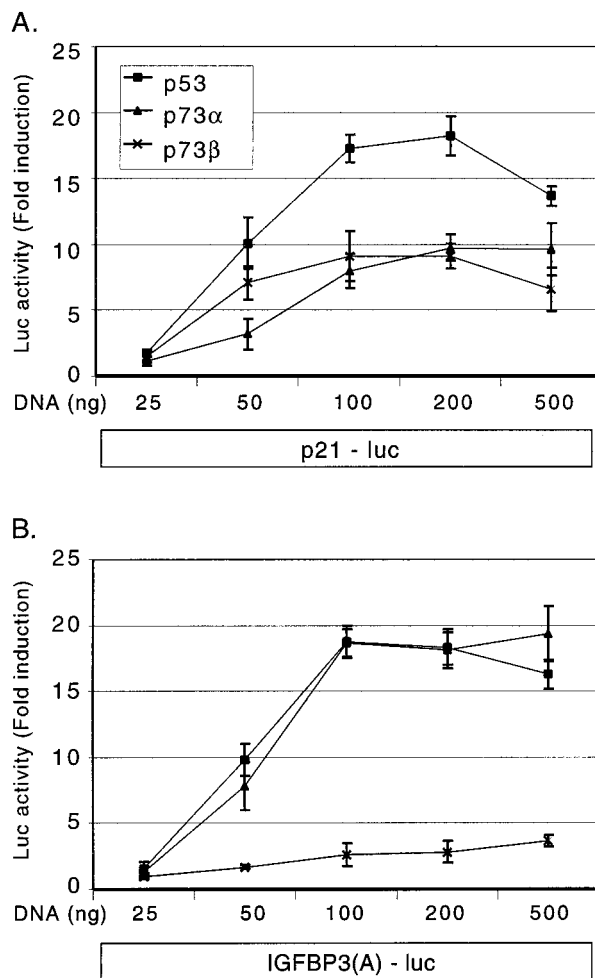 A.
25
20
15
10
5
0
Luc activity (Fold induction)
p53
p73α
p73β
DNA (ng) 25 50 100 200 500
p21 - luc
B.
25
20
15
10
5
0
Luc activity (Fold induction)
DNA (ng) 25 50 100 200 500
IGFBP3(A) - luc